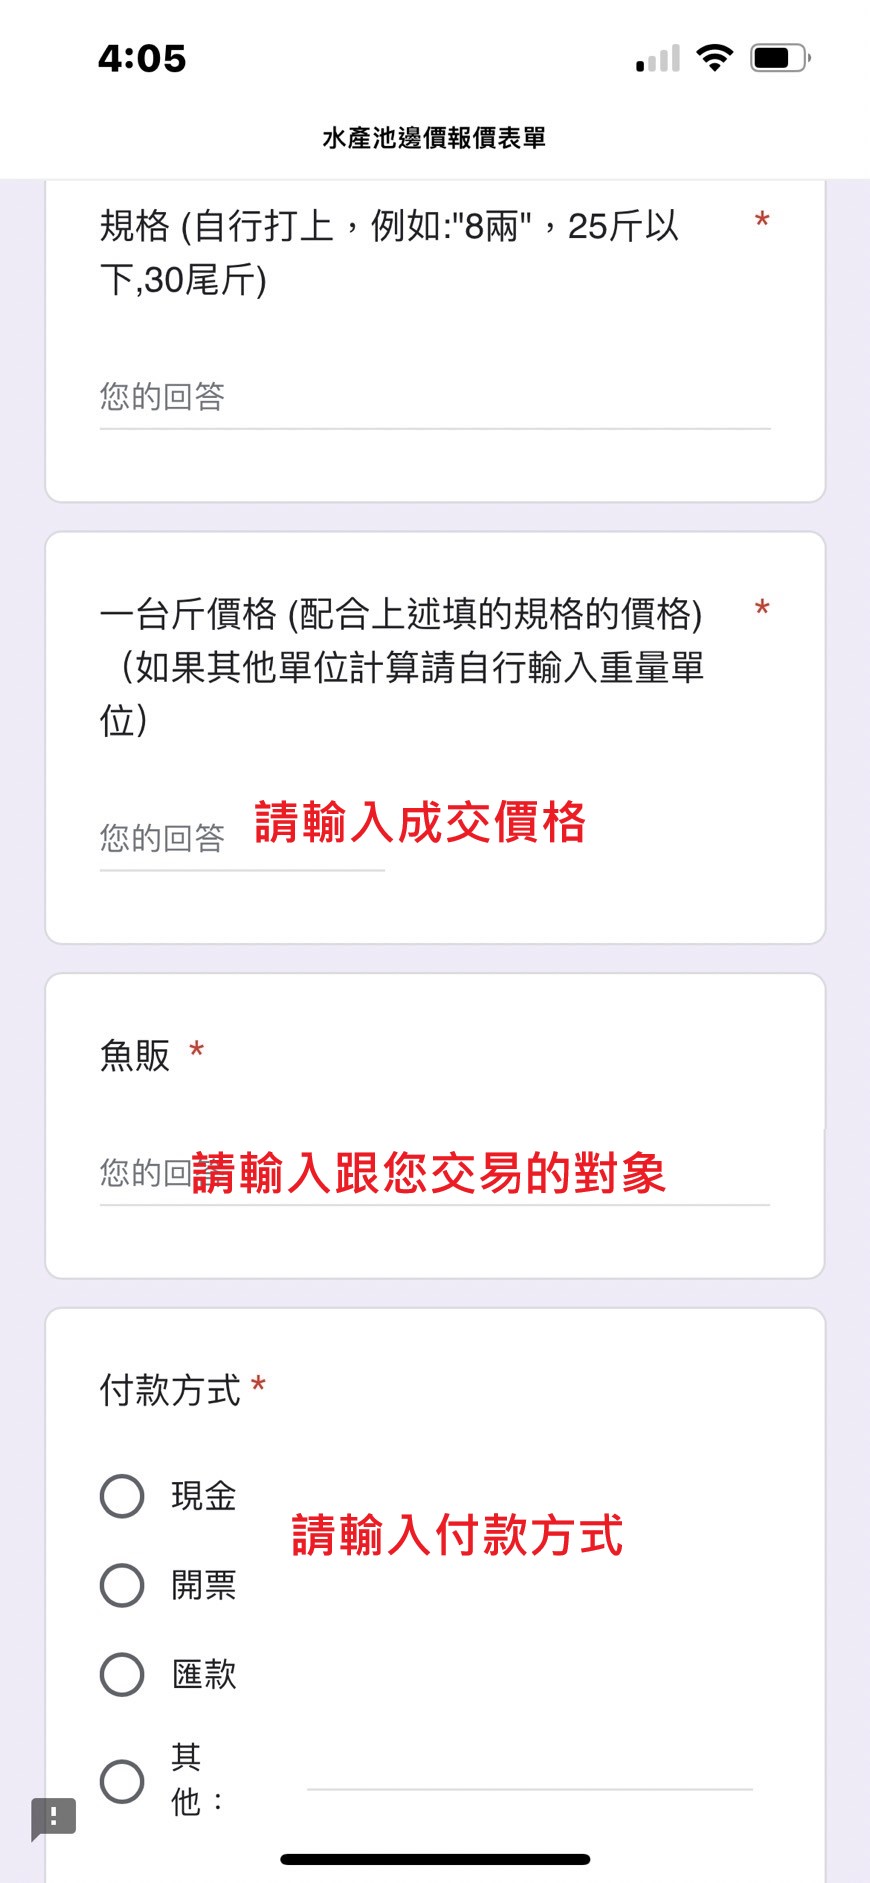 4:05
水產池邊價報價表單
規格 (自行打上，例如:"8兩"，25斤以 *
下,30尾斤)
您的回答
一台斤價格 (配合上述填的規格的價格) *
（如果其他單位計算請自行輸入重量單
位）
您的回答 請輸入成交價格
魚販 *
您的回 請輸入跟您交易的對象
付款方式 *
現金
請輸入付款方式
開票
匯款
其
他：